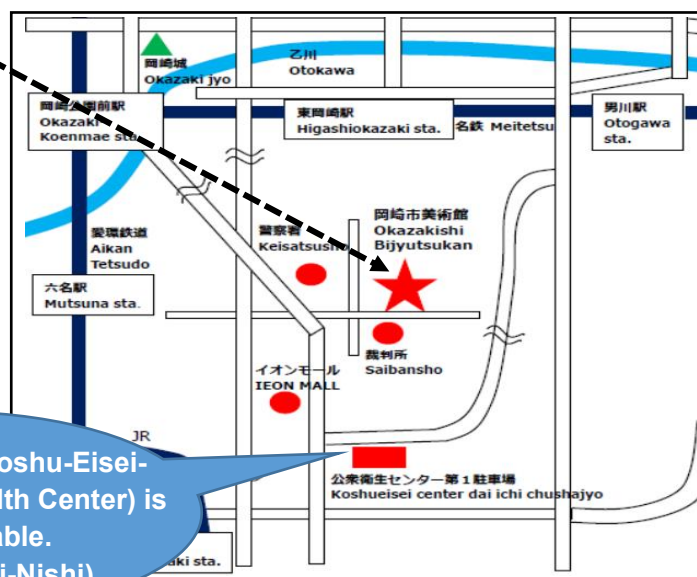 岡崎城
Okazaki jyo
乙川
Otokawa
岡崎公園前駅
Okazaki
Koenmae sta.
東岡崎駅
Higashiokazaki sta.
名鉄 Meitetsu
男川駅
Otogawa
sta.
愛環鉄道
Aikan
Tetsudo
警察署
Keisatsusho
岡崎市美術館
Okazakishi
Bijyutsukan
六名駅
Mutsuna sta.
裁判所
Saibansho
イオンモール
IEON MALL
JR
oshu-Eisei-
lth Center) is
able.
i-Nishi)
公衆衛生センター第1駐車場
Koshueisei center dai ichi chushajyo
aki sta.